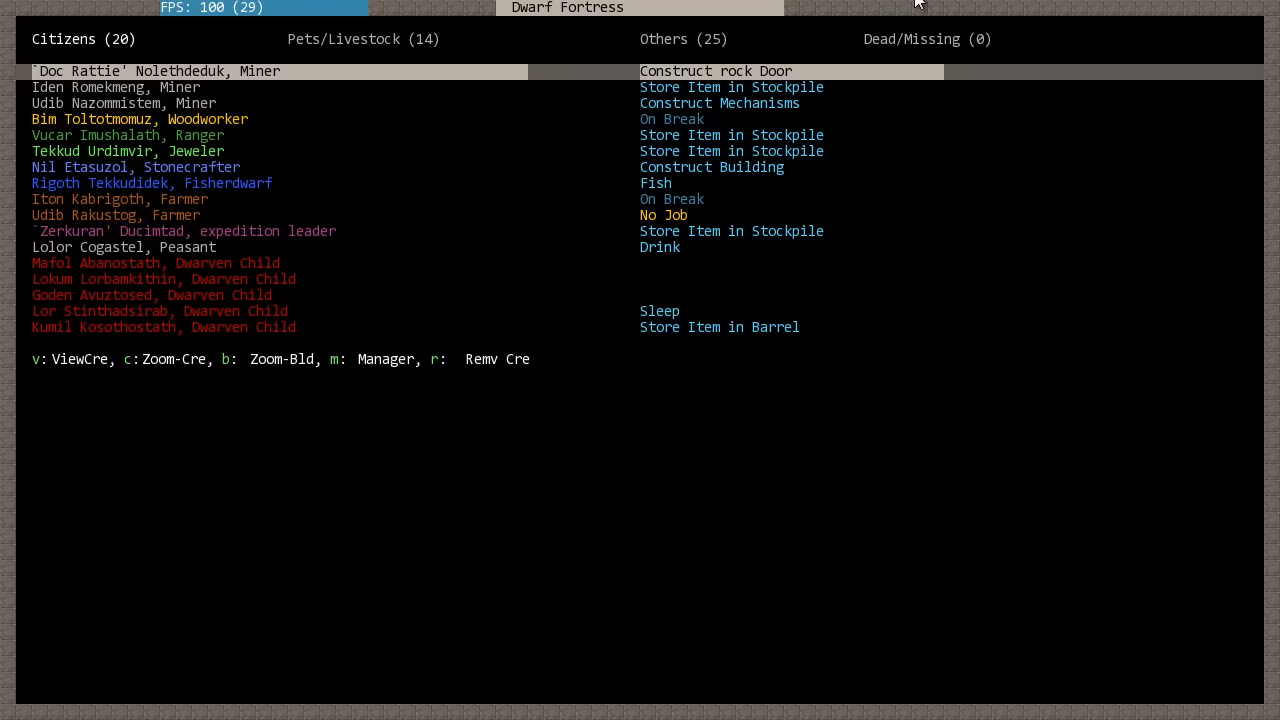 FPS: 100 (29) Dwarf Fortress
Citizens (20) Pets/Livestock (14) Others (25) Dead/Missing (0)
`Doc Rattie' Nolethdeduk, Miner Construct rock Door
Iden Romekmeng, Miner Store Item in Stockpile
Udib Nazommistem, Miner Construct Mechanisms
Bim Toltotmomuz, Woodworker On Break
Vucar Imushalath, Ranger Store Item in Stockpile
Tekkud Urdimvir, Jeweler Store Item in Stockpile
Nil Etasuzol, Stonecrafter Construct Building
Rigoth Tekkudidek, Fisherdwarf Fish
Iton Kabrigoth, Farmer On Break
Udib Rakustog, Farmer No Job
`Zerkuran' Ducimtad, expedition leader Store Item in Stockpile
Lolor Cogastel, Peasant Drink
Mafol Abanostath, Dwarven Child
Lokum Lorbamkithin, Dwarven Child
Goden Avuztosed, Dwarven Child
Lor Stinthadsirab, Dwarven Child Sleep
Kumil Kosothostath, Dwarven Child Store Item in Barrel
v: ViewCre, c: Zoom-Cre, b: Zoom-Bld, m: Manager, r: Remv Cre